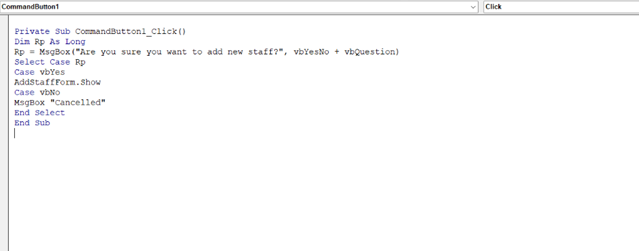 CommandButton1 Click
Private Sub CommandButton1_Click()
Dim Rp As Long
Rp = MsgBox("Are you sure you want to add new staff?", vbYesNo + vbQuestion)
Select Case Rp
Case vbYes
AddStaffForm.Show
Case vbNo
MsgBox "Cancelled"
End Select
End Sub